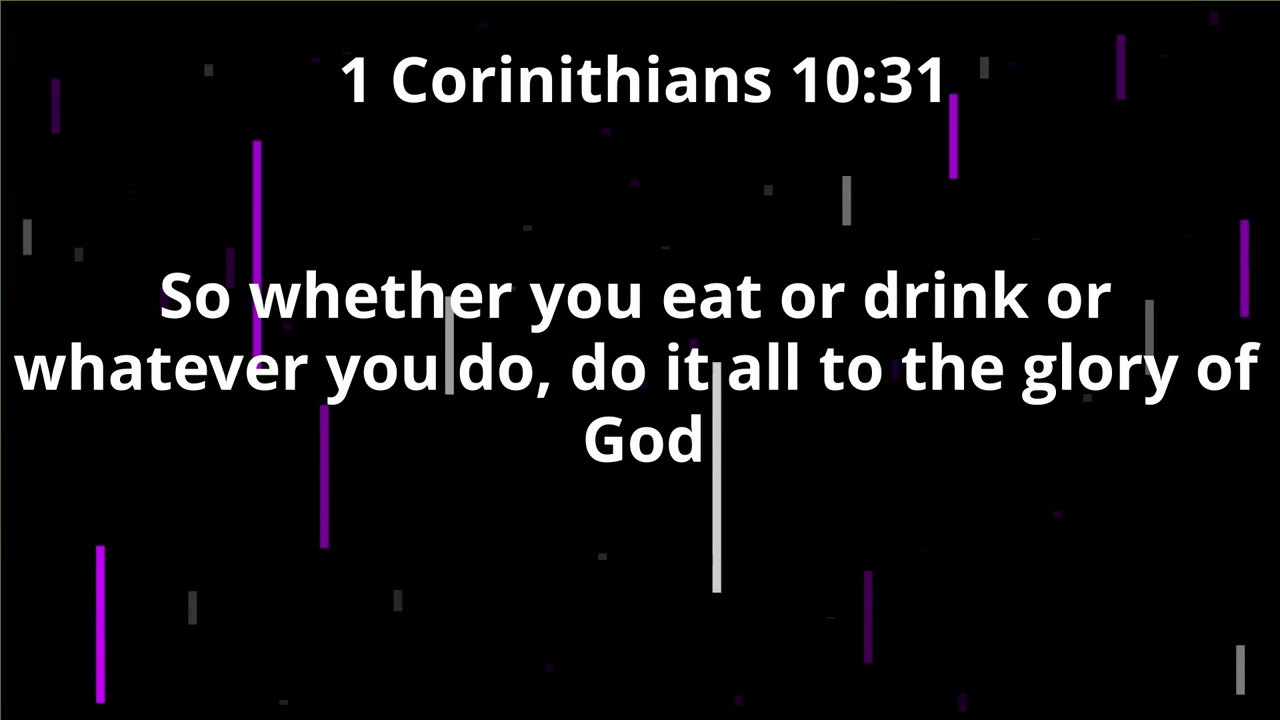 1 Corinithians 10:31
So whether you eat or drink or
whatever you do, do it all to the glory of
God